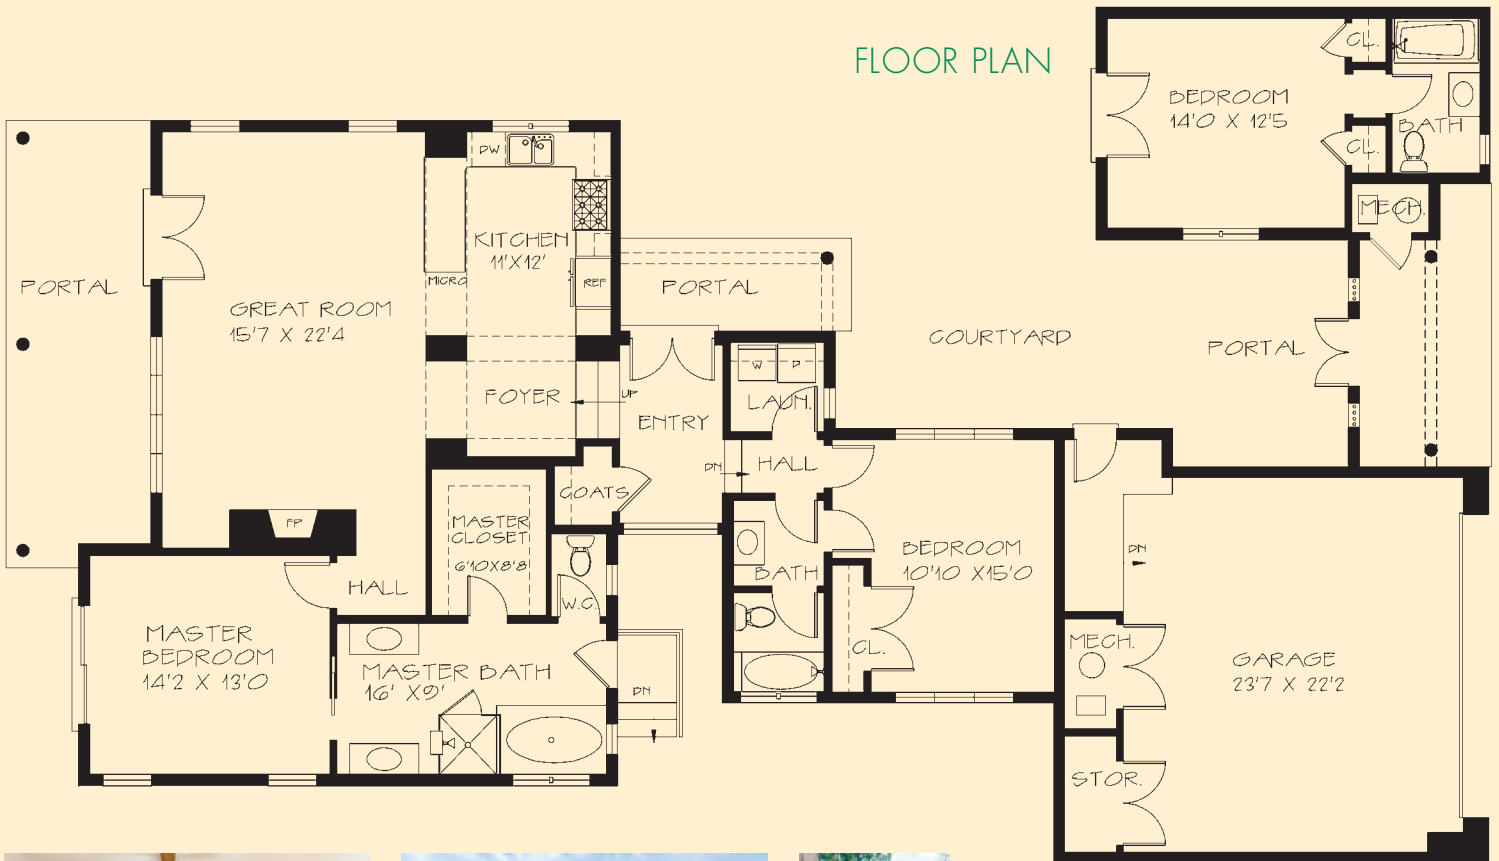 FLOOR PLAN
BEDROOM
14'0 X 12'5
CL.
BATH
CL.
MECH.
DW
KITCHEN
11'X12'
MICRO
REF
PORTAL
GREAT ROOM
15'7 X 22'4
PORTAL
COURTYARD
PORTAL
FOYER
UP
ENTRY
W
D
LAUN.
DN
HALL
COATS
MASTER
CLOSET
6'10X8'8
FP
HALL
W.C.
BATH
BEDROOM
10'10 X15'0
CL.
DN
MASTER
BEDROOM
14'2 X 13'0
MASTER BATH
16' X9'
DN
MECH.
GARAGE
23'7 X 22'2
STOR.